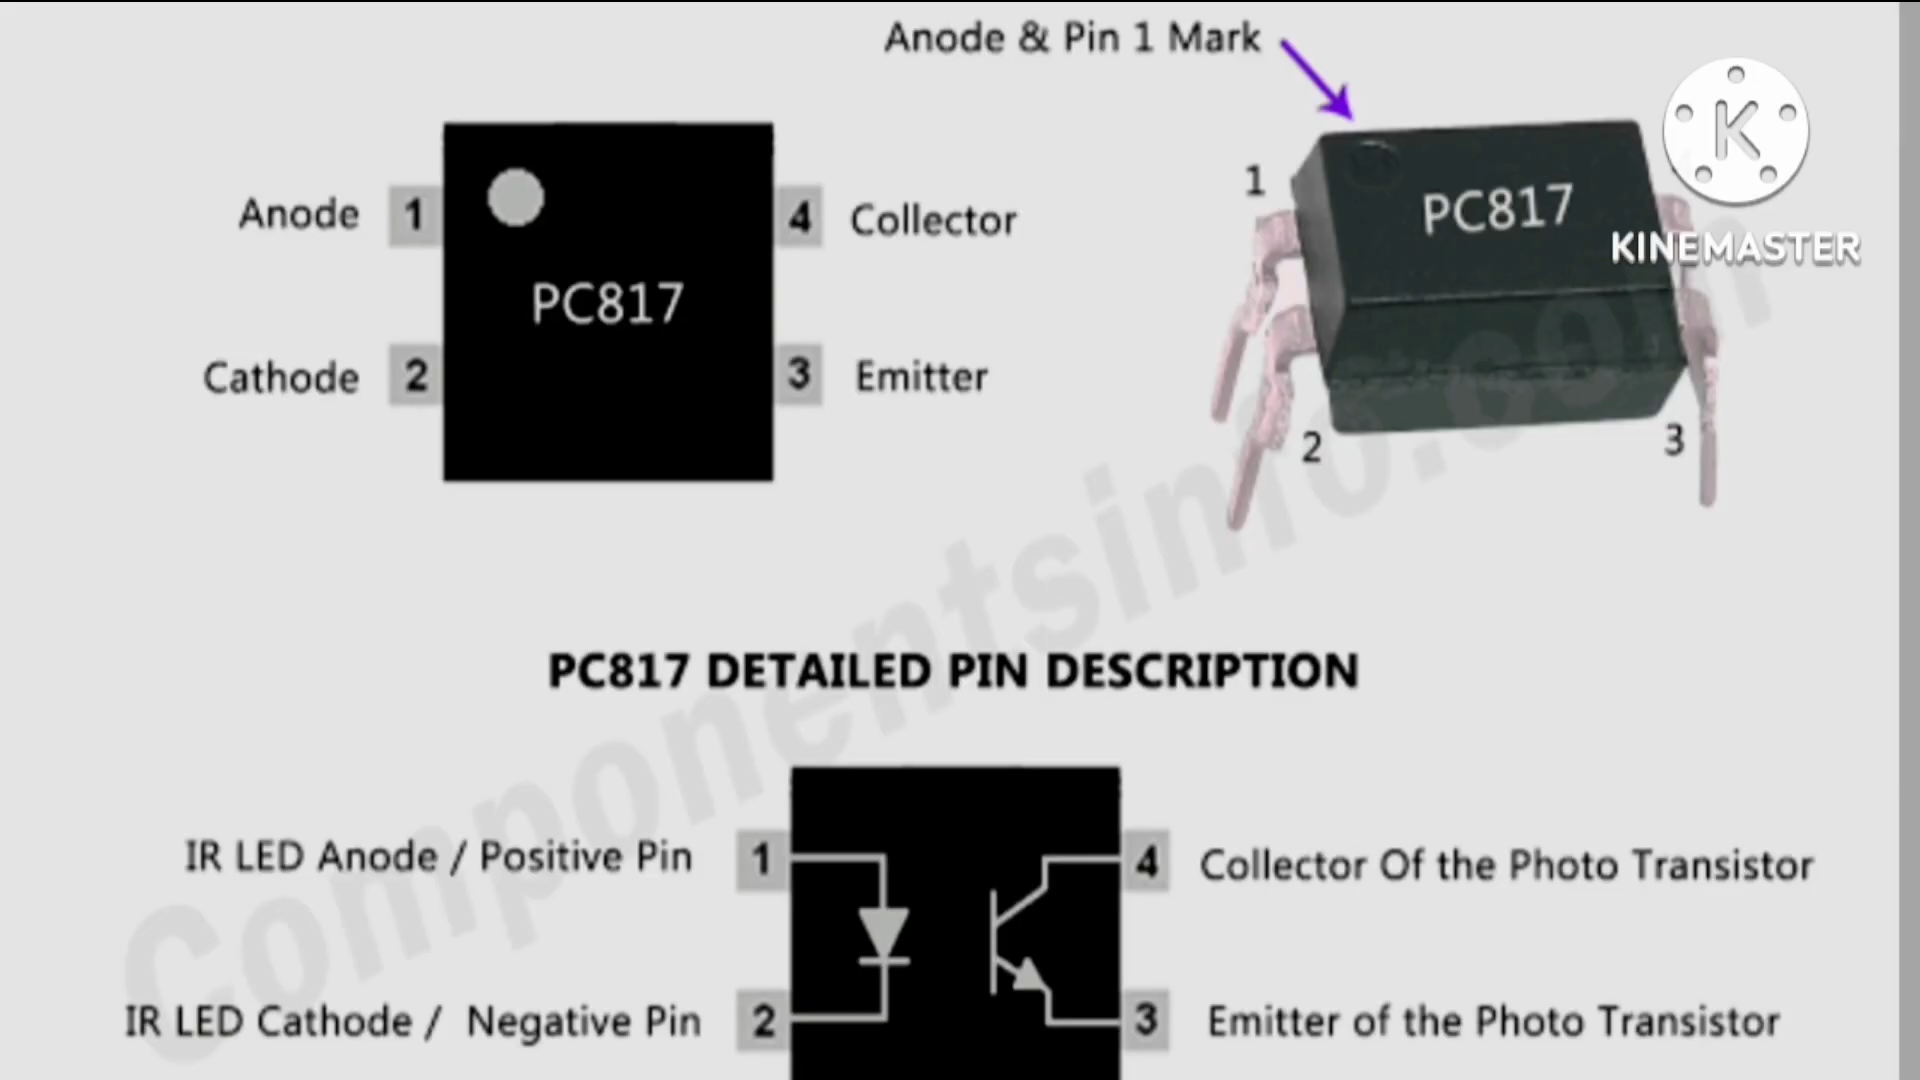 Anode & Pin 1 Mark
K
KINEMASTER
1
PC817
2
3
Anode 1 4 Collector
PC817
Cathode 2 3 Emitter
Componentsinfo.com
PC817 DETAILED PIN DESCRIPTION
IR LED Anode / Positive Pin 1 4 Collector Of the Photo Transistor
IR LED Cathode / Negative Pin 2 3 Emitter of the Photo Transistor